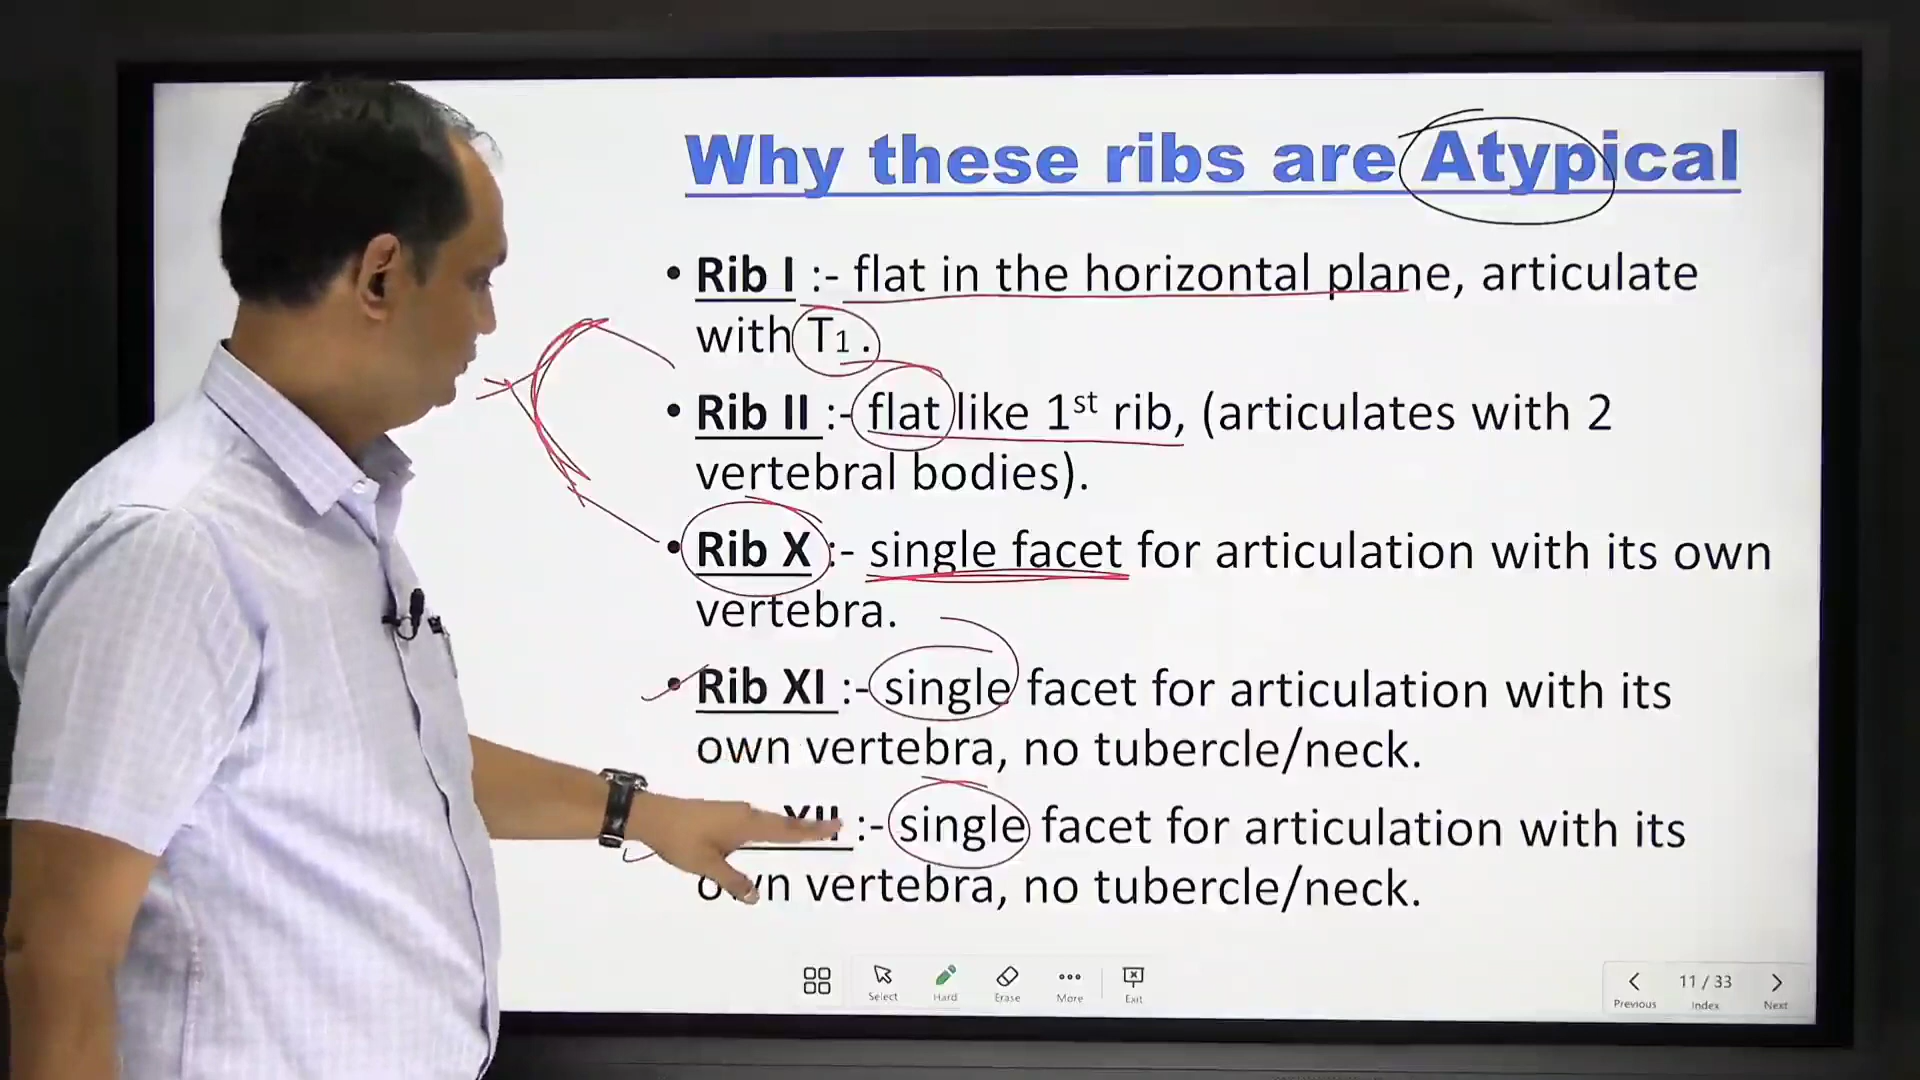 Why these ribs are Atypical
• Rib I :- flat in the horizontal plane, articulate
with T1 .
• Rib II :- flat like 1st rib, (articulates with 2
vertebral bodies).
• Rib X :- single facet for articulation with its own
vertebra.
• Rib XI :- single facet for articulation with its
own vertebra, no tubercle/neck.
XII :- single facet for articulation with its
own vertebra, no tubercle/neck.
Select Hard Erase More Exit
11 / 33
Previous Index Next